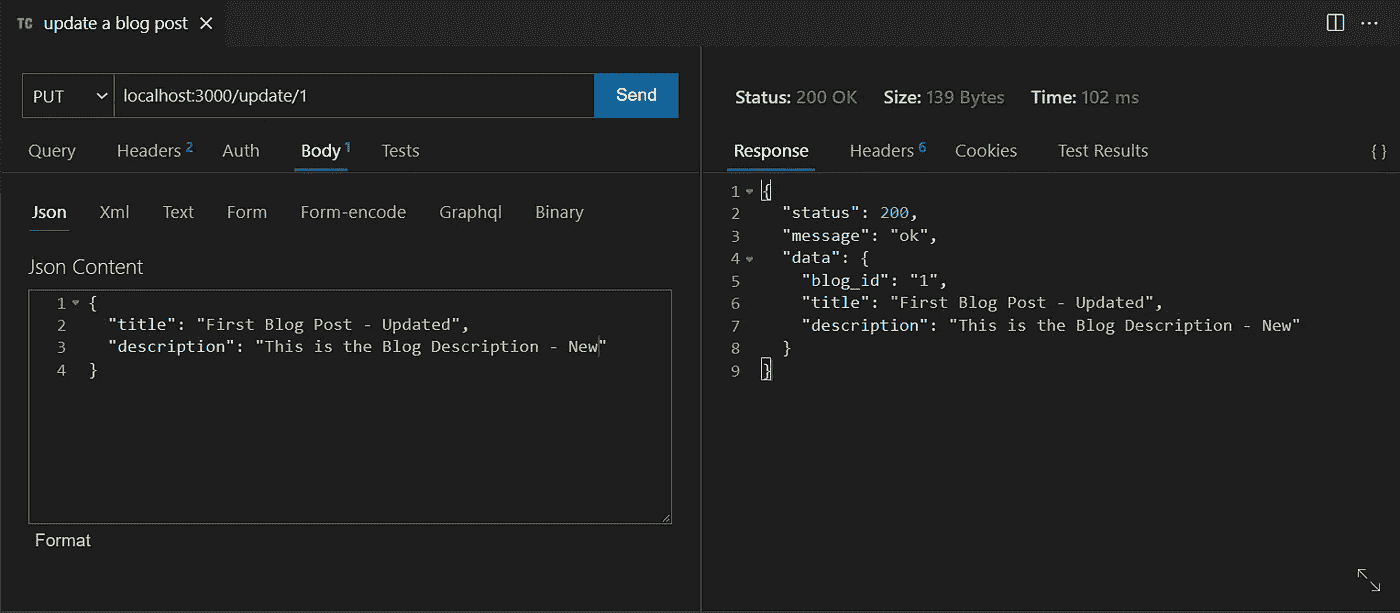 TC update a blog post
PUT localhost:3000/update/1 Send
Query Headers 2 Auth Body 1 Tests
Json Xml Text Form Form-encode Graphql Binary
Json Content
1 {
2 "title": "First Blog Post - Updated",
3 "description": "This is the Blog Description - New"
4 }
Format
Status: 200 OK Size: 139 Bytes Time: 102 ms
Response Headers 6 Cookies Test Results { }
1 {
2 "status": 200,
3 "message": "ok",
4 "data": {
5 "blog_id": "1",
6 "title": "First Blog Post - Updated",
7 "description": "This is the Blog Description - New"
8 }
9 }